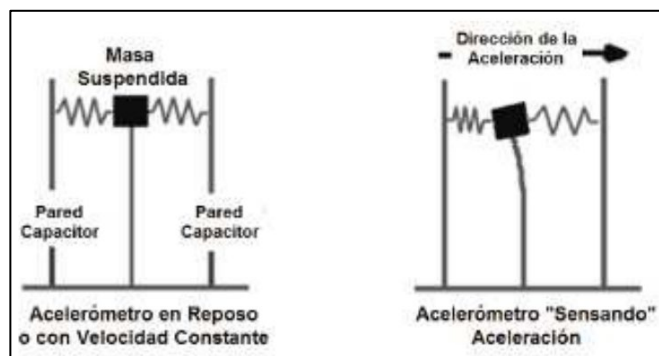 Masa
Suspendida
Pared
Capacitor
Pared
Capacitor
Acelerómetro en Reposo
o con Velocidad Constante
Dirección de la
Aceleración
Acelerómetro "Sensando"
Aceleración